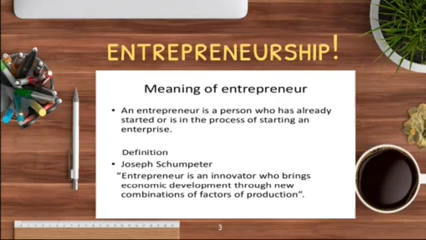 ENTREPRENEURSHIP!
Meaning of entrepreneur
• An entrepreneur is a person who has already
started or is in the process of starting an
enterprise.
Definition
• Joseph Schumpeter
“Entrepreneur is an innovator who brings
economic development through new
combinations of factors of production”.
3